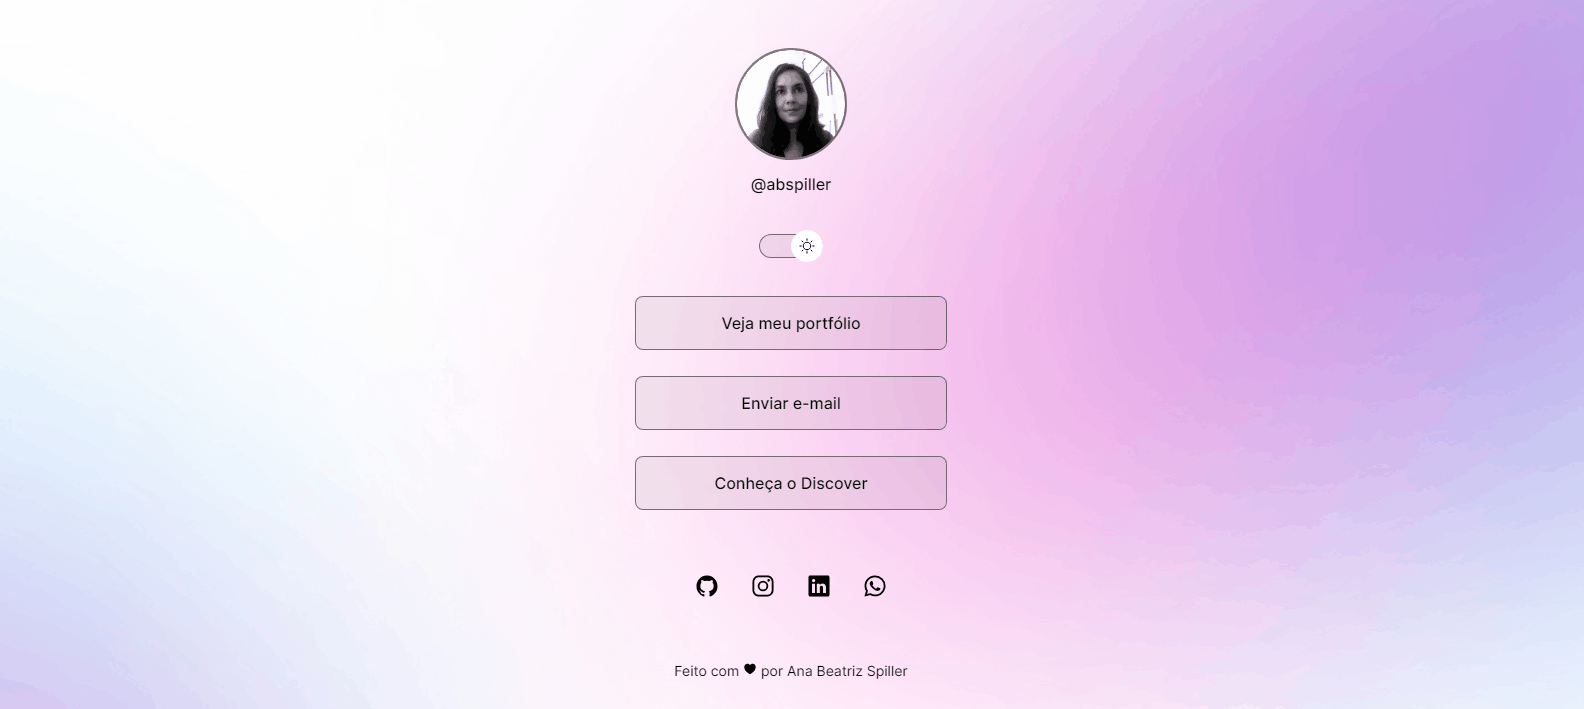 @abspiller
Veja meu portfólio
Enviar e-mail
Conheça o Discover
Feito com 🖤 por Ana Beatriz Spiller